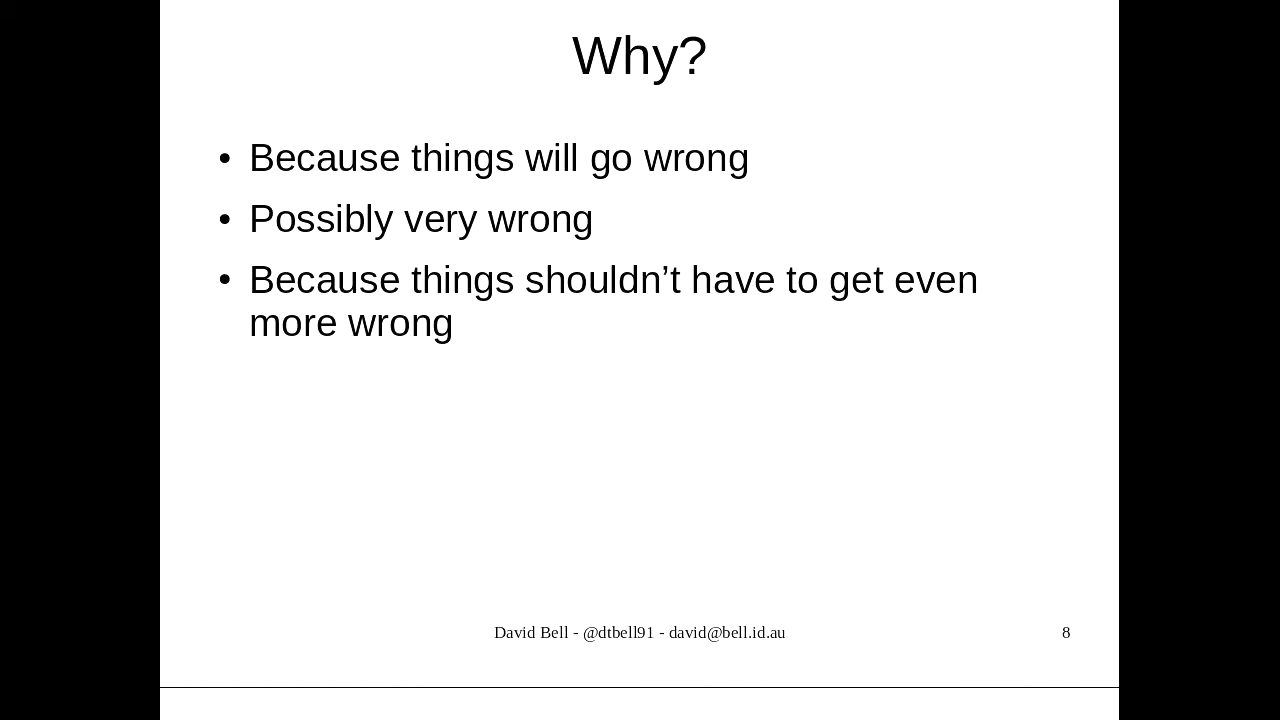 Why?
• Because things will go wrong
• Possibly very wrong
• Because things shouldn’t have to get even
more wrong
David Bell - @dtbell91 - david@bell.id.au
8